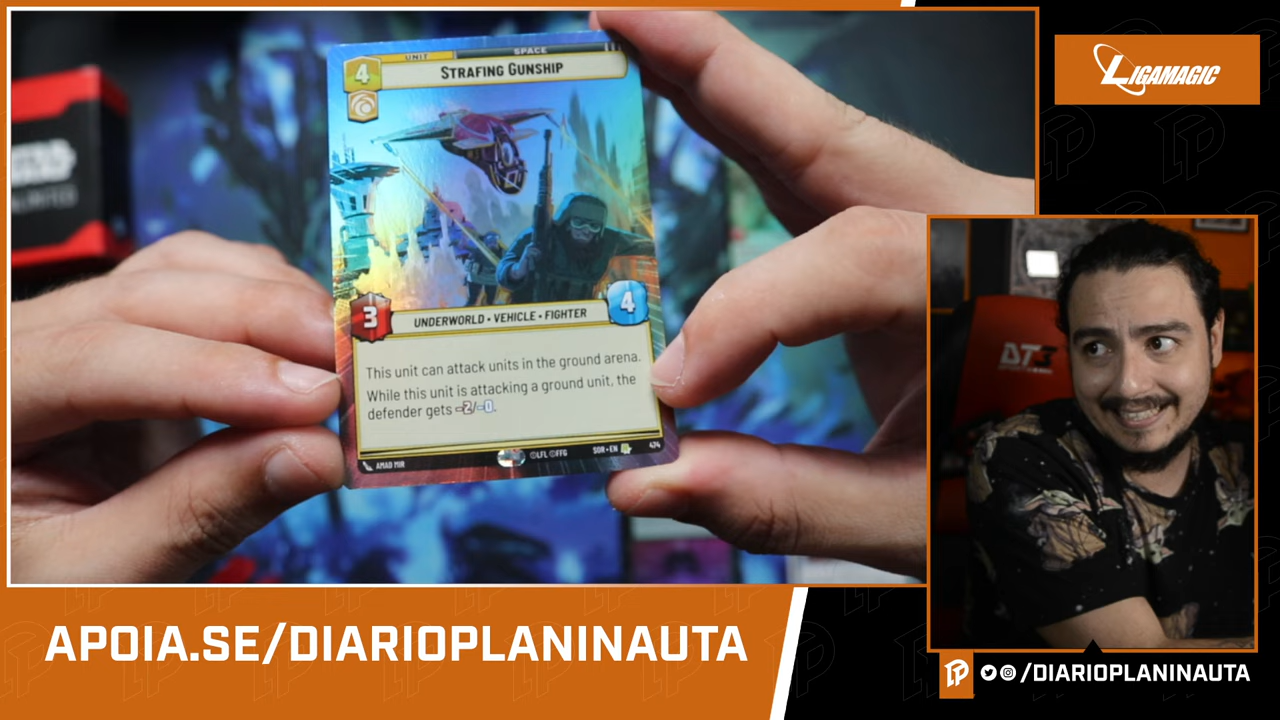 UNIT
SPACE
4
STRAFING GUNSHIP
3
UNDERWORLD • VEHICLE • FIGHTER
4
This unit can attack units in the ground arena.
While this unit is attacking a ground unit, the
defender gets -2/-0.
AMAD MIR
©LFL ©FFG
SOR • EN
474
LIGAMAGIC
DT3
APOIA.SE/DIARIOPLANINAUTA
/DIARIOPLANINAUTA